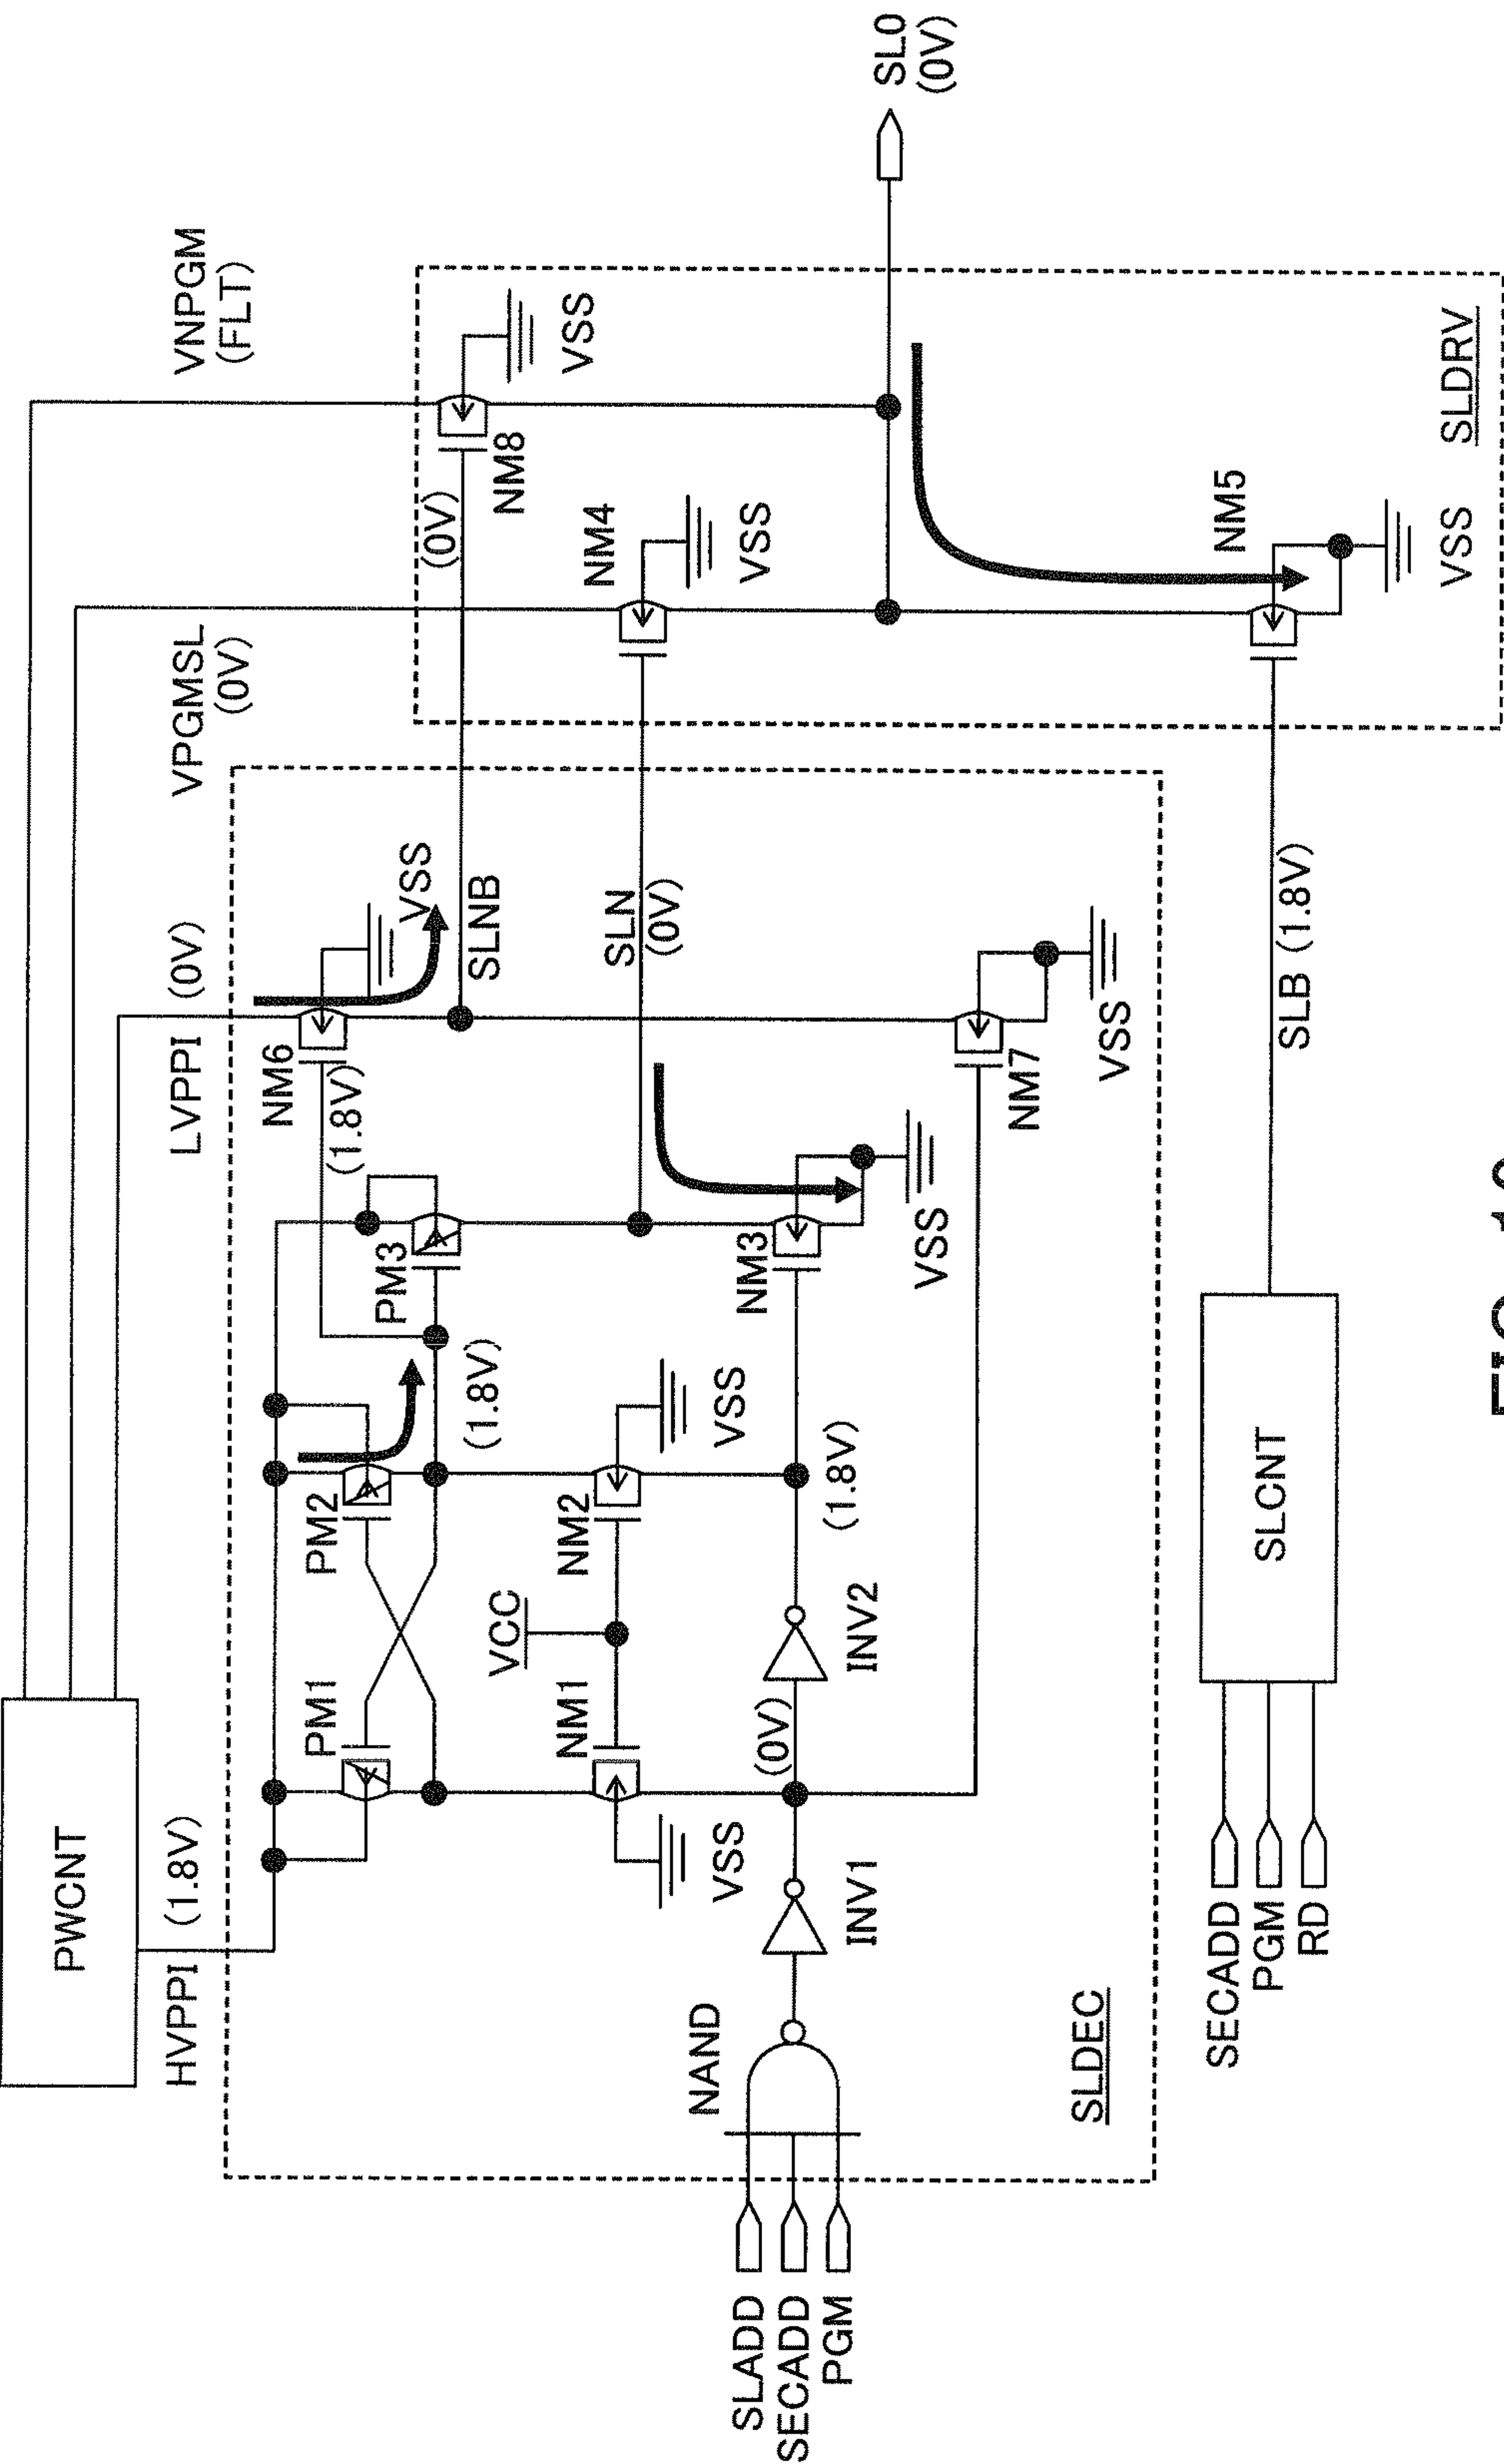 PWCNT
HVPPI (1.8V)
LVPPI (0V)
VPGMSL
(0V)
VNPGM
(FLT)
PM1
PM2
(1.8V)
PM3
NM6
(1.8V)
VSS
SLNB
(0V)
NM8
VSS
VCC
NM1
VSS
NM2
VSS
SLN
(0V)
NM4
VSS
SL0
(0V)
SLADD
SECADD
PGM
NAND
INV1
(0V)
INV2
(1.8V)
NM3
VSS
NM7
VSS
SLDEC
SECADD
PGM
RD
SLCNT
SLB (1.8V)
NM5
VSS
SLDRV